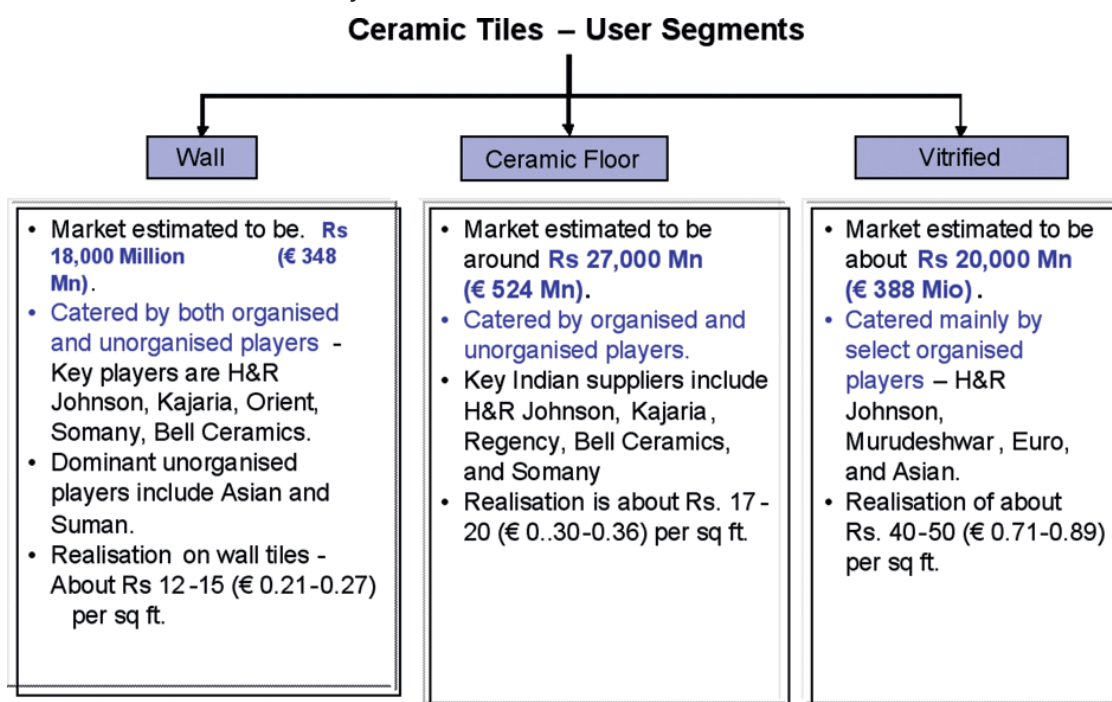 Ceramic Tiles – User Segments
Wall
Ceramic Floor
Vitrified
• Market estimated to be. Rs
18,000 Million (€ 348
Mn).
• Catered by both organised
and unorganised players -
Key players are H&R
Johnson, Kajaria, Orient,
Somany, Bell Ceramics.
• Dominant unorganised
players include Asian and
Suman.
• Realisation on wall tiles -
About Rs 12-15 (€ 0.21-0.27)
per sq ft.
• Market estimated to be
around Rs 27,000 Mn
(€ 524 Mn).
• Catered by organised and
unorganised players.
• Key Indian suppliers include
H&R Johnson, Kajaria,
Regency, Bell Ceramics,
and Somany
• Realisation is about Rs. 17-
20 (€ 0..30-0.36) per sq ft.
• Market estimated to be
about Rs 20,000 Mn
(€ 388 Mio).
• Catered mainly by
select organised
players – H&R
Johnson,
Murudeshwar, Euro,
and Asian.
• Realisation of about
Rs. 40-50 (€ 0.71-0.89)
per sq ft.